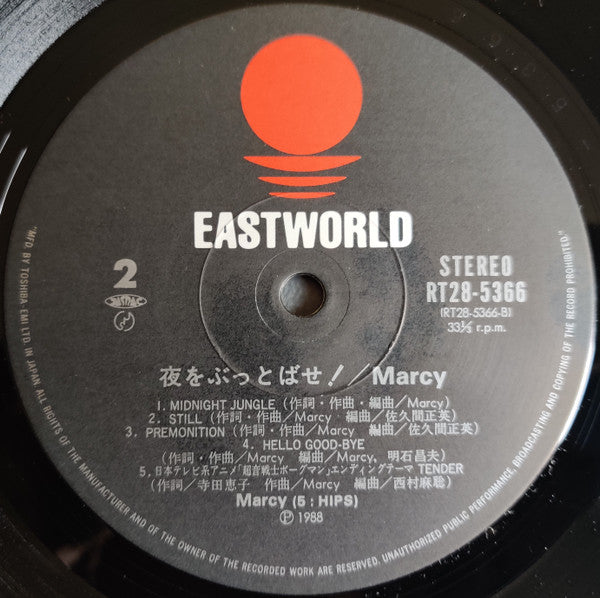 EASTWORLD
2
JASRAC
STEREO
RT28-5366
(RT28-5366-B)
33⅓ r.p.m.
夜をぶっとばせ!/Marcy
1. MIDNIGHT JUNGLE (作詞・作曲・編曲/Marcy)
2. STILL (作詞・作曲/Marcy 編曲/佐久間正英)
3. PREMONITION (作詞・作曲/Marcy 編曲/佐久間正英)
4. HELLO GOOD-BYE
(作詞・作曲/Marcy 編曲/Marcy, 明石昌夫)
5. 日本テレビ系アニメ「超音戦士ボーグマン」エンディングテーマ TENDER
(作詞/寺田恵子 作曲/Marcy 編曲/西村麻聡)
Marcy (5:HIPS)
Ⓟ 1988
"MFD. BY TOSHIBA-EMI LTD. IN JAPAN ALL RIGHTS OF THE MANUFACTURER AND OF THE OWNER OF THE RECORDED WORK ARE RESERVED. UNAUTHORIZED PUBLIC PERFORMANCE, BROADCASTING AND COPYING OF THE RECORD PROHIBITED."